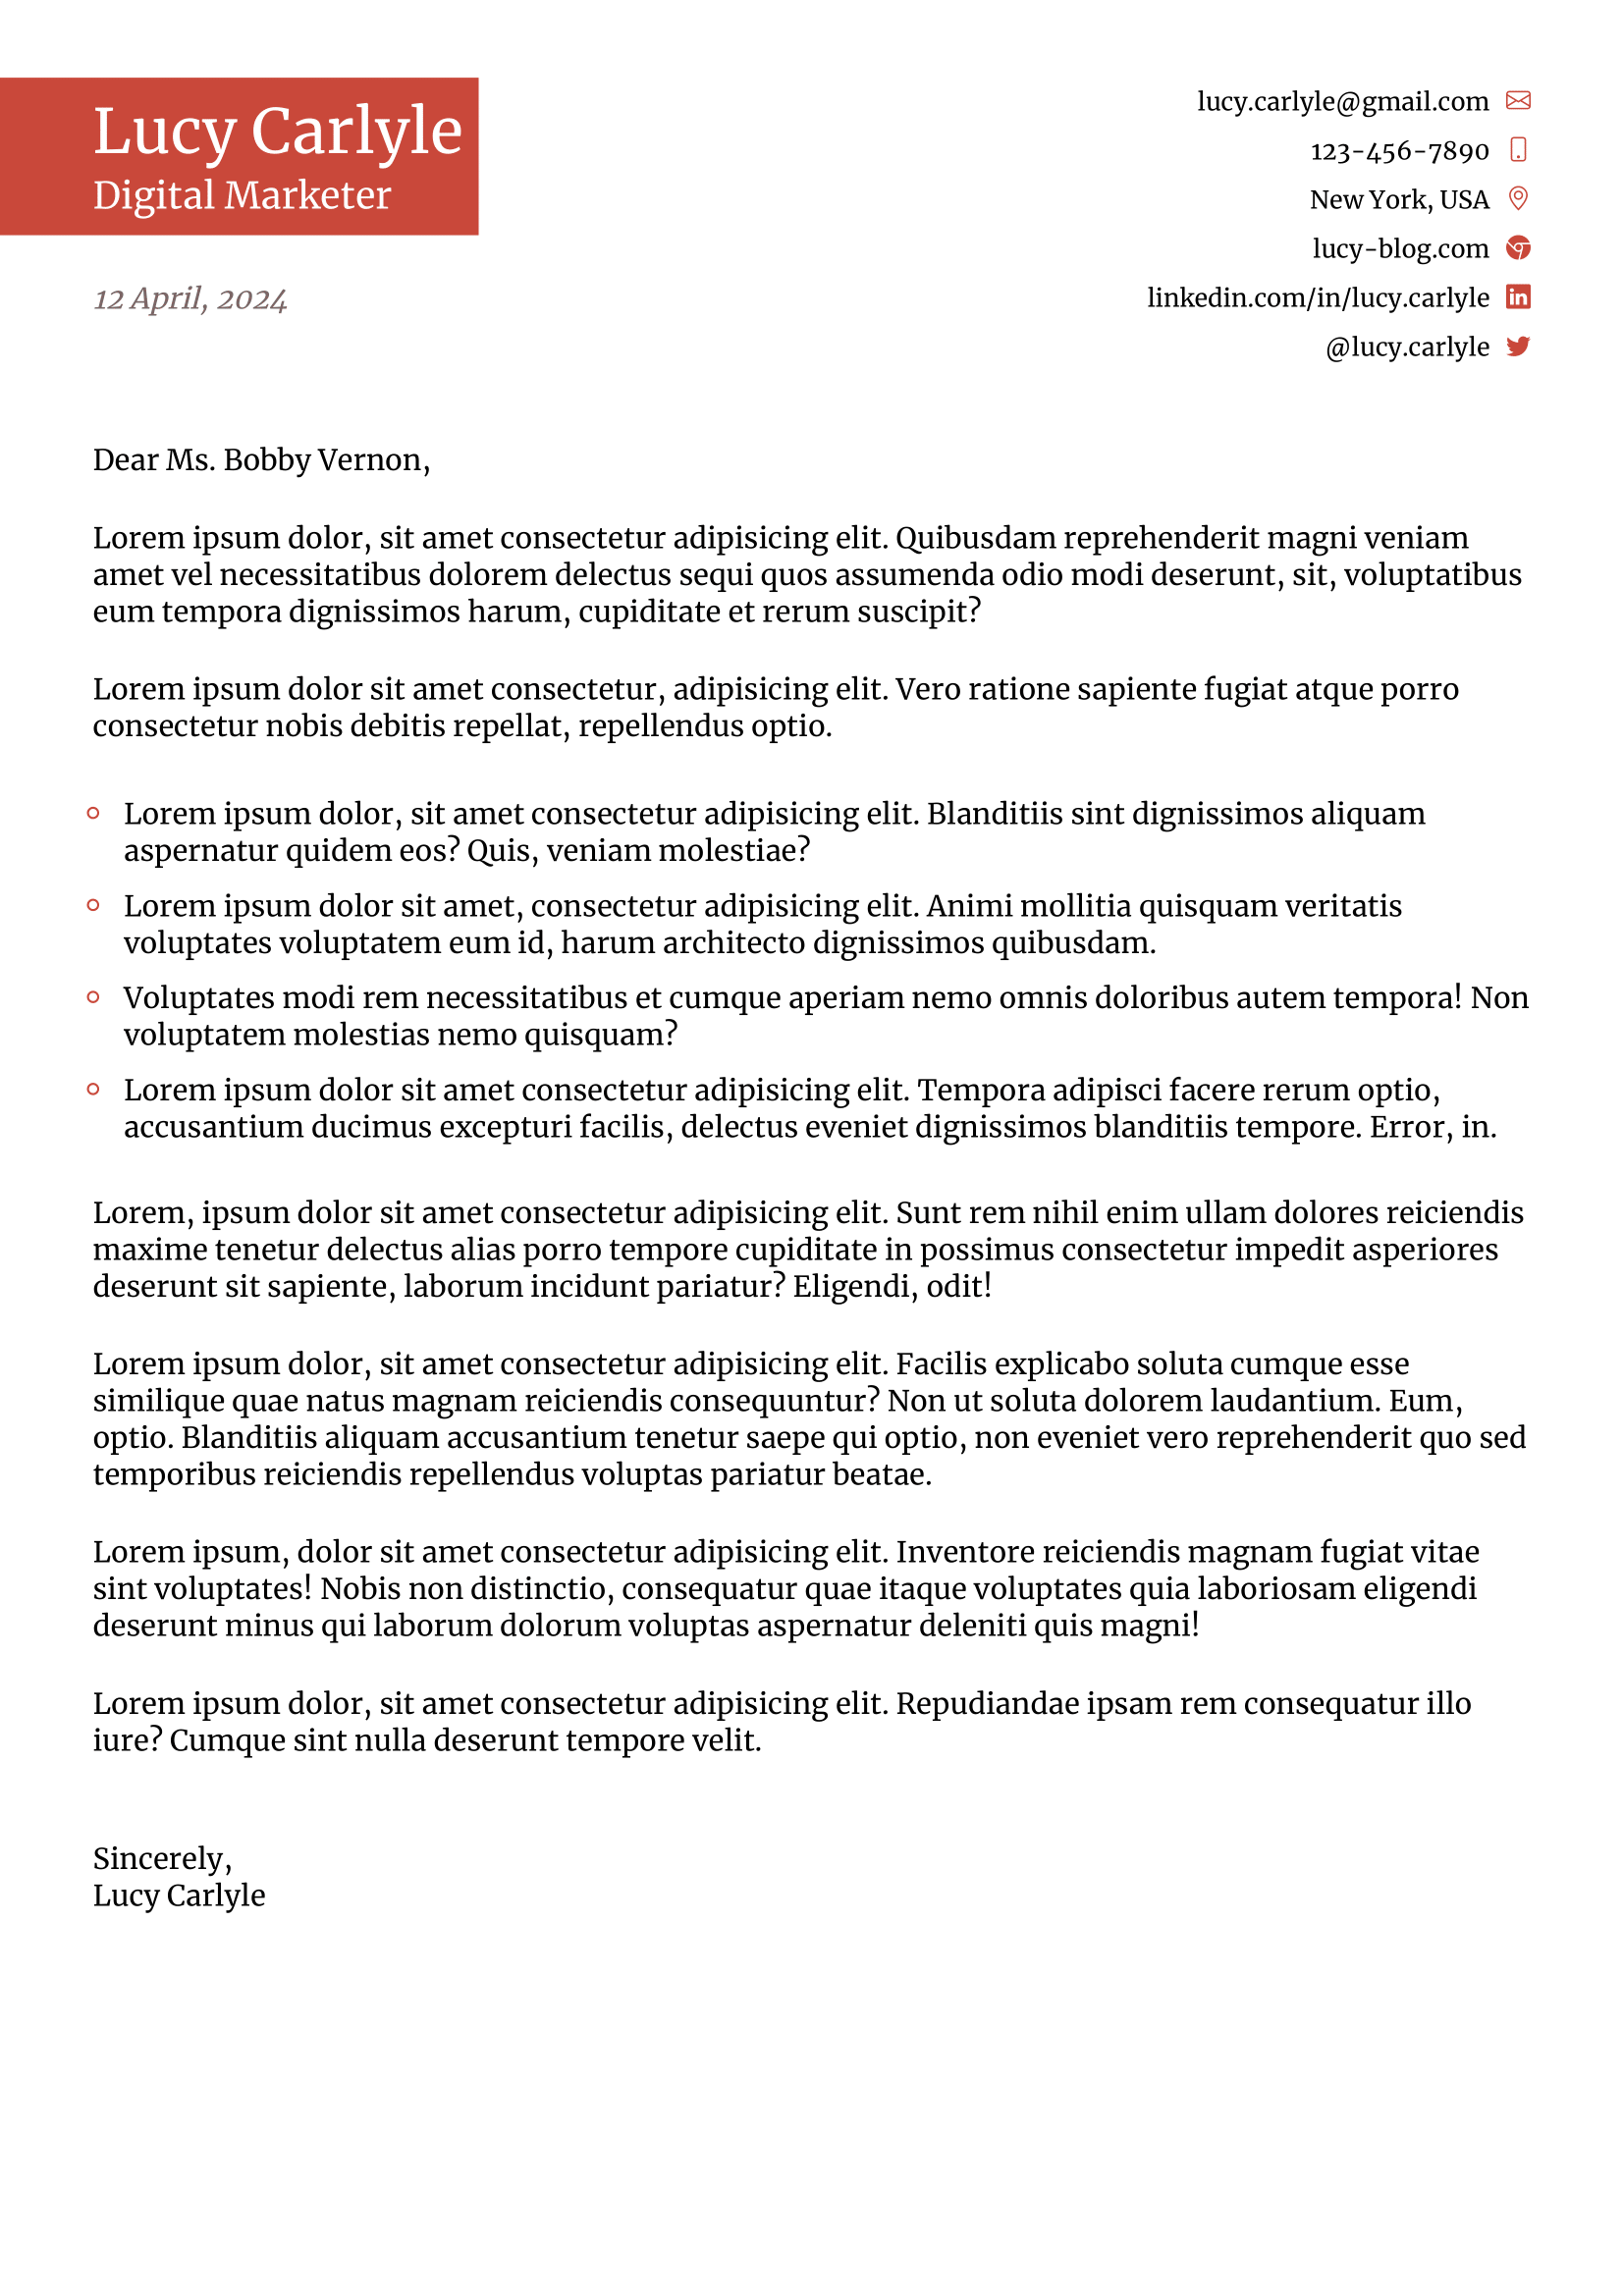 Lucy Carlyle
Digital Marketer
12 April, 2024
lucy.carlyle@gmail.com
123-456-7890
New York, USA
lucy-blog.com
linkedin.com/in/lucy.carlyle
@lucy.carlyle
Dear Ms. Bobby Vernon,
Lorem ipsum dolor, sit amet consectetur adipisicing elit. Quibusdam reprehenderit magni veniam
amet vel necessitatibus dolorem delectus sequi quos assumenda odio modi deserunt, sit, voluptatibus
eum tempora dignissimos harum, cupiditate et rerum suscipit?
Lorem ipsum dolor sit amet consectetur, adipisicing elit. Vero ratione sapiente fugiat atque porro
consectetur nobis debitis repellat, repellendus optio.
Lorem ipsum dolor, sit amet consectetur adipisicing elit. Blanditiis sint dignissimos aliquam
aspernatur quidem eos? Quis, veniam molestiae?
Lorem ipsum dolor sit amet, consectetur adipisicing elit. Animi mollitia quisquam veritatis
voluptates voluptatem eum id, harum architecto dignissimos quibusdam.
Voluptates modi rem necessitatibus et cumque aperiam nemo omnis doloribus autem tempora! Non
voluptatem molestias nemo quisquam?
Lorem ipsum dolor sit amet consectetur adipisicing elit. Tempora adipisci facere rerum optio,
accusantium ducimus excepturi facilis, delectus eveniet dignissimos blanditiis tempore. Error, in.
Lorem, ipsum dolor sit amet consectetur adipisicing elit. Sunt rem nihil enim ullam dolores reiciendis
maxime tenetur delectus alias porro tempore cupiditate in possimus consectetur impedit asperiores
deserunt sit sapiente, laborum incidunt pariatur? Eligendi, odit!
Lorem ipsum dolor, sit amet consectetur adipisicing elit. Facilis explicabo soluta cumque esse
similique quae natus magnam reiciendis consequuntur? Non ut soluta dolorem laudantium. Eum,
optio. Blanditiis aliquam accusantium tenetur saepe qui optio, non eveniet vero reprehenderit quo sed
temporibus reiciendis repellendus voluptas pariatur beatae.
Lorem ipsum, dolor sit amet consectetur adipisicing elit. Inventore reiciendis magnam fugiat vitae
sint voluptates! Nobis non distinctio, consequatur quae itaque voluptates quia laboriosam eligendi
deserunt minus qui laborum dolorum voluptas aspernatur deleniti quis magni!
Lorem ipsum dolor, sit amet consectetur adipisicing elit. Repudiandae ipsam rem consequatur illo
iure? Cumque sint nulla deserunt tempore velit.
Sincerely,
Lucy Carlyle